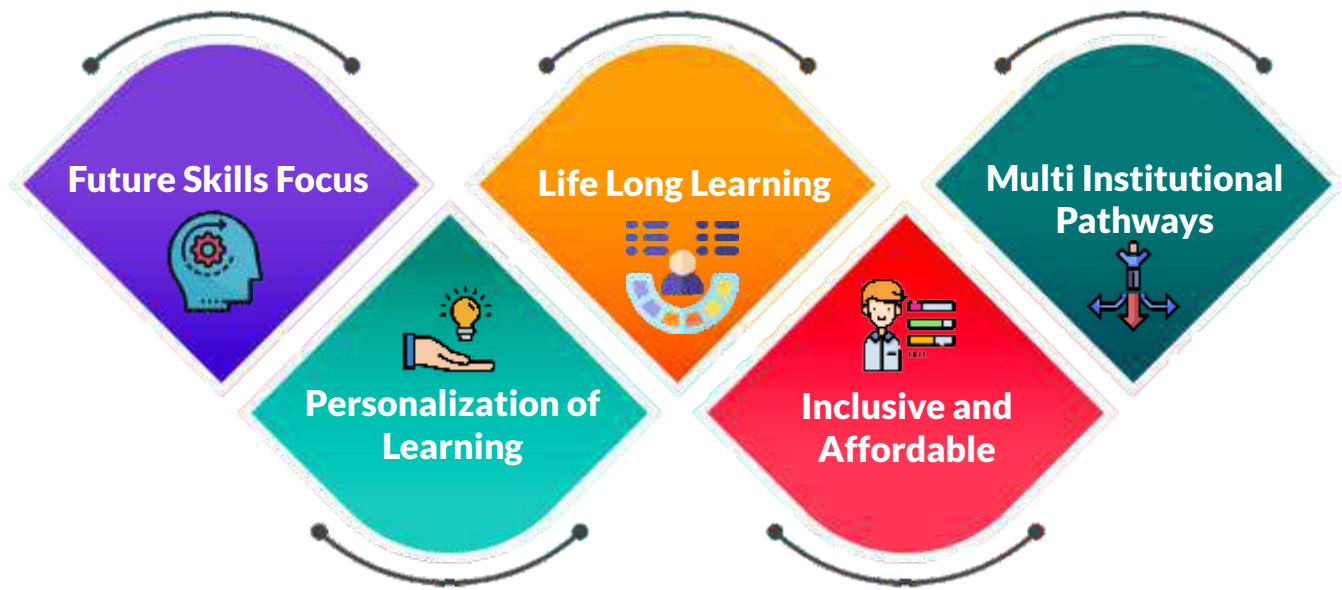 Future Skills Focus
Personalization of
Learning
Life Long Learning
Inclusive and
Affordable
Multi Institutional
Pathways